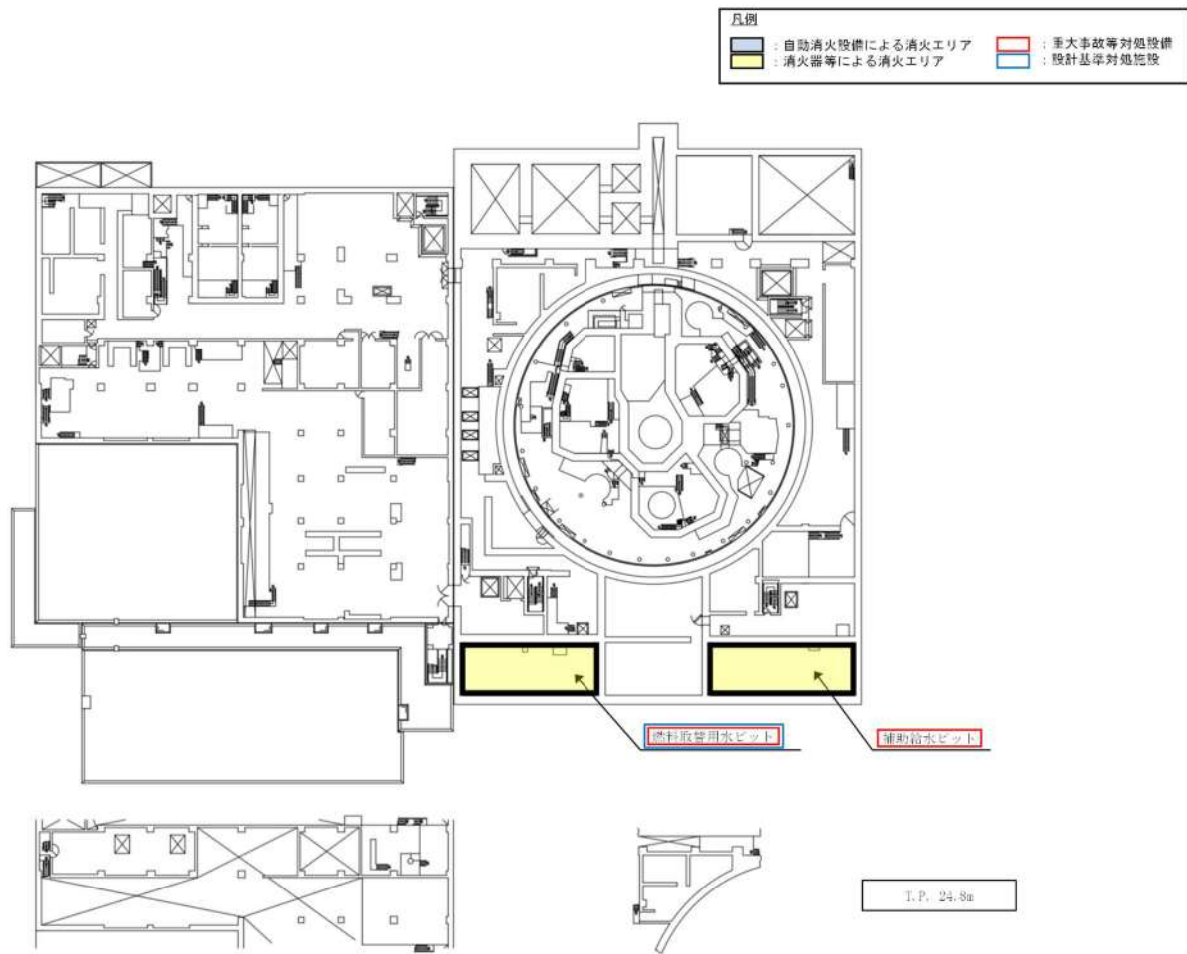 凡例
：自動消火設備による消火エリア
：重大事故等対処設備
：消火器等による消火エリア
：設計基準対処施設
燃料取替用水ピット
補助給水ピット
T.P. 24.8m